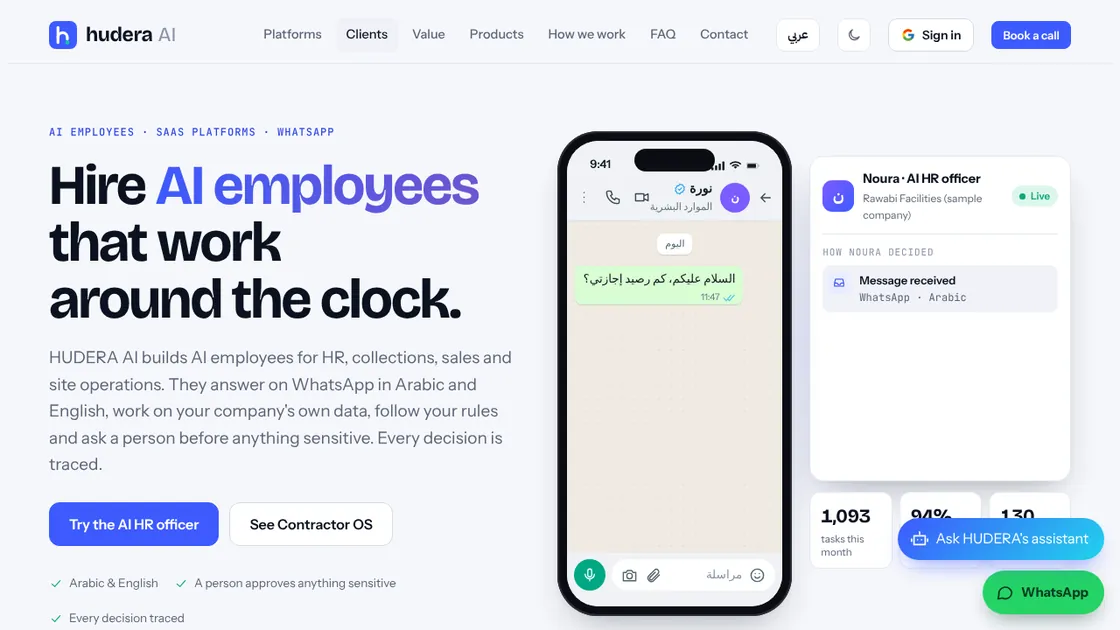 hudera AI
Platforms
Clients
Value
Products
How we work
FAQ
Contact
عربي
Sign in
Book a call
AI EMPLOYEES · SAAS PLATFORMS · WHATSAPP
Hire AI employees
that work
around the clock.
HUDERA AI builds AI employees for HR, collections, sales and
site operations. They answer on WhatsApp in Arabic and
English, work on your company's own data, follow your rules
and ask a person before anything sensitive. Every decision is
traced.
Try the AI HR officer
See Contractor OS
Arabic & English
A person approves anything sensitive
Every decision traced
9:41
نورة
الموارد البشرية
ن
اليوم
السلام عليكم، كم رصيد إجازتي؟
11:47
مراسلة
ن
Noura · AI HR officer
Rawabi Facilities (sample
company)
Live
HOW NOURA DECIDED
Message received
WhatsApp · Arabic
1,093
tasks this
month
94%
130
Ask HUDERA's assistant
WhatsApp